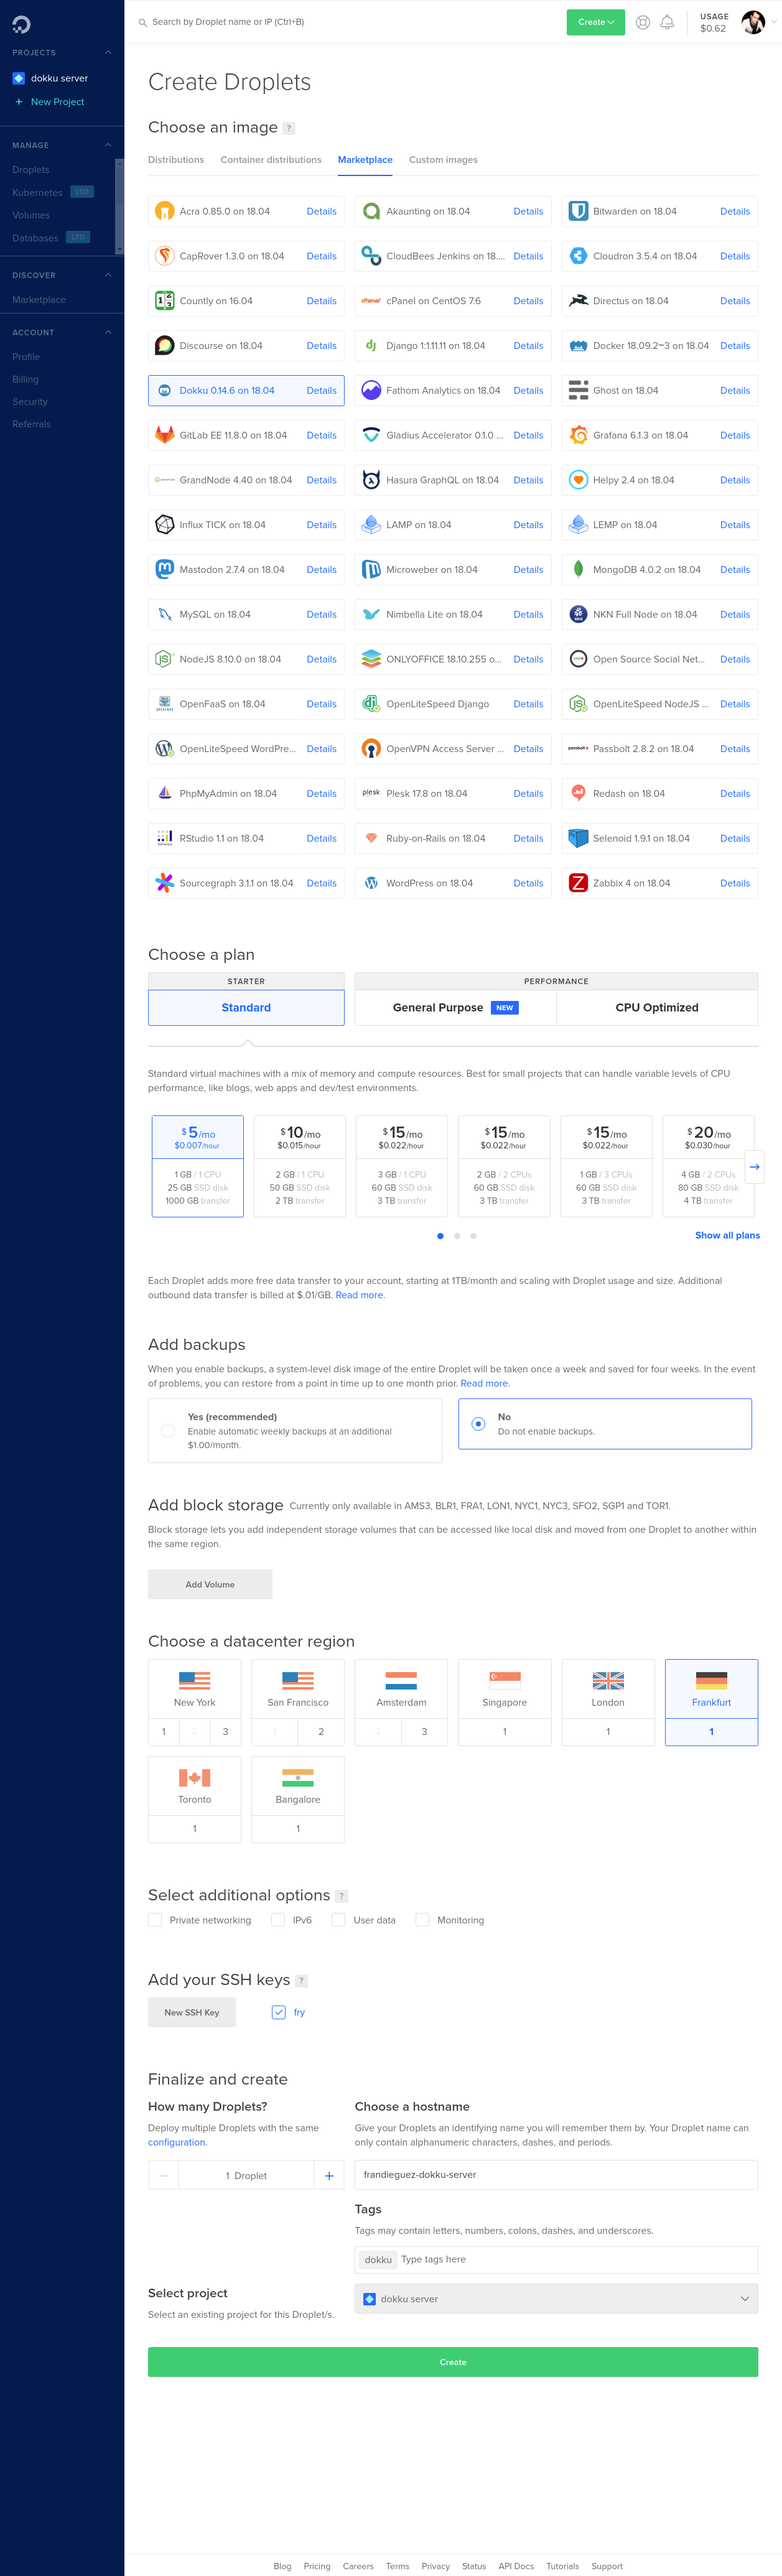 PROJECTS
dokku server
+ New Project
MANAGE
Droplets
Kubernetes LTD
Volumes
Databases LTD
DISCOVER
Marketplace
ACCOUNT
Profile
Billing
Security
Referrals
Search by Droplet name or IP (Ctrl+B)
Create
USAGE
$0.62
Create Droplets
Choose an image ?
Distributions Container distributions Marketplace Custom images
Acra 0.85.0 on 18.04 Details Akaunting on 18.04 Details Bitwarden on 18.04 Details
CapRover 1.3.0 on 18.04 Details CloudBees Jenkins on 18.... Details Cloudron 3.5.4 on 18.04 Details
Countly on 16.04 Details cPanel cPanel on CentOS 7.6 Details Directus on 18.04 Details
Discourse on 18.04 Details dj Django 1:1.11.11 on 18.04 Details Docker 18.09.2~3 on 18.04 Details
Dokku 0.14.6 on 18.04 Details Fathom Analytics on 18.04 Details Ghost on 18.04 Details
GitLab EE 11.8.0 on 18.04 Details Gladius Accelerator 0.1.0 ... Details Grafana 6.1.3 on 18.04 Details
GrandNode 4.40 on 18.04 Details Hasura GraphQL on 18.04 Details Helpy 2.4 on 18.04 Details
Influx TICK on 18.04 Details LAMP on 18.04 Details LEMP on 18.04 Details
Mastodon 2.7.4 on 18.04 Details Microweber on 18.04 Details MongoDB 4.0.2 on 18.04 Details
MySQL on 18.04 Details Nimbella Lite on 18.04 Details NKN Full Node on 18.04 Details
NodeJS 8.10.0 on 18.04 Details ONLYOFFICE 18.10.255 o... Details Open Source Social Net... Details
OpenFaaS on 18.04 Details OpenLiteSpeed Django Details OpenLiteSpeed NodeJS ... Details
OpenLiteSpeed WordPre... Details OpenVPN Access Server ... Details passbolt Passbolt 2.8.2 on 18.04 Details
PhpMyAdmin on 18.04 Details plesk Plesk 17.8 on 18.04 Details Redash on 18.04 Details
RStudio 1.1 on 18.04 Details Ruby-on-Rails on 18.04 Details Selenoid 1.9.1 on 18.04 Details
Sourcegraph 3.1.1 on 18.04 Details WordPress on 18.04 Details Zabbix 4 on 18.04 Details
Choose a plan
STARTER PERFORMANCE
Standard General Purpose NEW CPU Optimized
Standard virtual machines with a mix of memory and compute resources. Best for small projects that can handle variable levels of CPU
performance, like blogs, web apps and dev/test environments.
$ 5/mo $ 10/mo $ 15/mo $ 15/mo $ 15/mo $ 20/mo
$0.007/hour $0.015/hour $0.022/hour $0.022/hour $0.022/hour $0.030/hour
1 GB / 1 CPU 2 GB / 1 CPU 3 GB / 1 CPU 2 GB / 2 CPUs 1 GB / 3 CPUs 4 GB / 2 CPUs
25 GB SSD disk 50 GB SSD disk 60 GB SSD disk 60 GB SSD disk 60 GB SSD disk 80 GB SSD disk
1000 GB transfer 2 TB transfer 3 TB transfer 3 TB transfer 3 TB transfer 4 TB transfer
Show all plans
Each Droplet adds more free data transfer to your account, starting at 1TB/month and scaling with Droplet usage and size. Additional
outbound data transfer is billed at $.01/GB. Read more.
Add backups
When you enable backups, a system-level disk image of the entire Droplet will be taken once a week and saved for four weeks. In the event
of problems, you can restore from a point in time up to one month prior. Read more.
Yes (recommended)
Enable automatic weekly backups at an additional
$1.00/month.
No
Do not enable backups.
Add block storage Currently only available in AMS3, BLR1, FRA1, LON1, NYC1, NYC3, SFO2, SGP1 and TOR1.
Block storage lets you add independent storage volumes that can be accessed like local disk and moved from one Droplet to another within
the same region.
Add Volume
Choose a datacenter region
New York San Francisco Amsterdam Singapore London Frankfurt
1 2 3 1 2 2 3 1 1 1
Toronto Bangalore
1 1
Select additional options ?
Private networking IPv6 User data Monitoring
Add your SSH keys ?
New SSH Key fry
Finalize and create
How many Droplets?
Deploy multiple Droplets with the same
configuration.
1 Droplet
Choose a hostname
Give your Droplets an identifying name you will remember them by. Your Droplet name can
only contain alphanumeric characters, dashes, and periods.
frandieguez-dokku-server
Tags
Tags may contain letters, numbers, colons, dashes, and underscores.
dokku Type tags here
Select project
Select an existing project for this Droplet/s.
dokku server
Create
Blog Pricing Careers Terms Privacy Status API Docs Tutorials Support